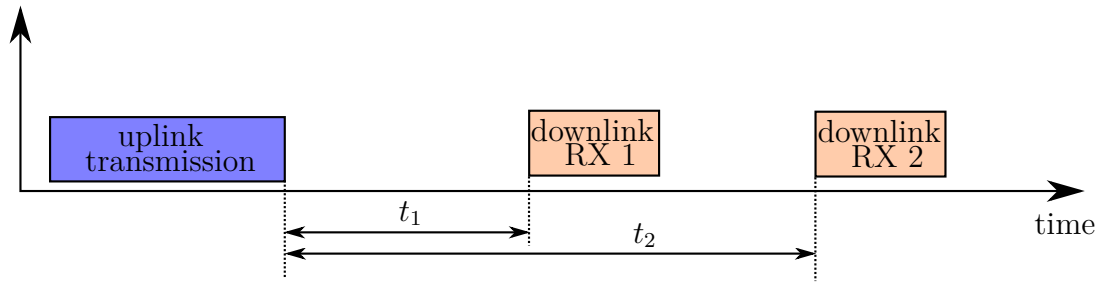 uplink
transmission
downlink
RX 1
downlink
RX 2
t₁
t₂
time